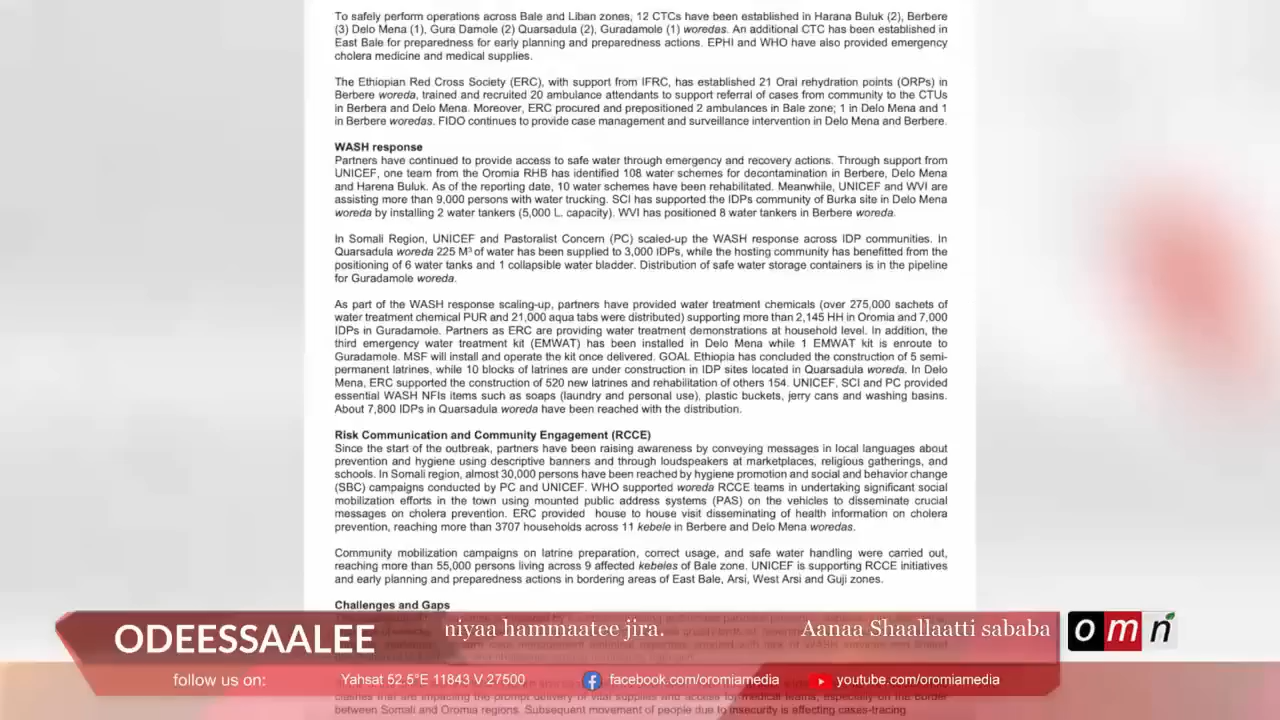 To safely perform operations across Bale and Liban zones, 12 CTCs have been established in Harana Buluk (2), Berbere
(3) Delo Mena (1), Gura Damole (2) Quarsadula (2), Guradamole (1) woredas. An additional CTC has been established in
East Bale for preparedness for early planning and preparedness actions. EPHI and WHO have also provided emergency
cholera medicine and medical supplies.
The Ethiopian Red Cross Society (ERC), with support from IFRC, has established 21 Oral rehydration points (ORPs) in
Berbere woreda, trained and recruited 20 ambulance attendants to support referral of cases from community to the CTUs
in Berbera and Delo Mena. Moreover, ERC procured and prepositioned 2 ambulances in Bale zone; 1 in Delo Mena and 1
in Berbere woredas. FIDO continues to provide case management and surveillance intervention in Delo Mena and Berbere.
WASH response
Partners have continued to provide access to safe water through emergency and recovery actions. Through support from
UNICEF, one team from the Oromia RHB has identified 108 water schemes for decontamination in Berbere, Delo Mena
and Harena Buluk. As of the reporting date, 10 water schemes have been rehabilitated. Meanwhile, UNICEF and WVI are
assisting more than 9,000 persons with water trucking. SCI has supported the IDPs community of Burka site in Delo Mena
woreda by installing 2 water tankers (5,000 L. capacity). WVI has positioned 8 water tankers in Berbere woreda.
In Somali Region, UNICEF and Pastoralist Concern (PC) scaled-up the WASH response across IDP communities. In
Quarsadula woreda 225 M³ of water has been supplied to 3,000 IDPs, while the hosting community has benefitted from the
positioning of 6 water tanks and 1 collapsible water bladder. Distribution of safe water storage containers is in the pipeline
for Guradamole woreda.
As part of the WASH response scaling-up, partners have provided water treatment chemicals (over 275,000 sachets of
water treatment chemical PUR and 21,000 aqua tabs were distributed) supporting more than 2,145 HH in Oromia and 7,000
IDPs in Guradamole. Partners as ERC are providing water treatment demonstrations at household level. In addition, the
third emergency water treatment kit (EMWAT) has been installed in Delo Mena while 1 EMWAT kit is enroute to
Guradamole. MSF will install and operate the kit once delivered. GOAL Ethiopia has concluded the construction of 5 semi-
permanent latrines, while 10 blocks of latrines are under construction in IDP sites located in Quarsadula woreda. In Delo
Mena, ERC supported the construction of 520 new latrines and rehabilitation of others 154. UNICEF, SCI and PC provided
essential WASH NFIs items such as soaps (laundry and personal use), plastic buckets, jerry cans and washing basins.
About 7,800 IDPs in Quarsadula woreda have been reached with the distribution.
Risk Communication and Community Engagement (RCCE)
Since the start of the outbreak, partners have been raising awareness by conveying messages in local languages about
prevention and hygiene using descriptive banners and through loudspeakers at marketplaces, religious gatherings, and
schools. In Somali region, almost 30,000 persons have been reached by hygiene promotion and social and behavior change
(SBC) campaigns conducted by PC and UNICEF. WHO supported woreda RCCE teams in undertaking significant social
mobilization efforts in the town using mounted public address systems (PAS) on the vehicles to disseminate crucial
messages on cholera prevention. ERC provided house to house visit disseminating of health information on cholera
prevention, reaching more than 3707 households across 11 kebele in Berbere and Delo Mena woredas.
Community mobilization campaigns on latrine preparation, correct usage, and safe water handling were carried out,
reaching more than 55,000 persons living across 9 affected kebeles of Bale zone. UNICEF is supporting RCCE initiatives
and early planning and preparedness actions in bordering areas of East Bale, Arsi, West Arsi and Guji zones.
Challenges and Gaps
ODEESSAALEE niyaa hammaatee jira. Aanaa Shaallaatti sababa omn
follow us on: Yahsat 52.5°E 11843 V 27500 facebook.com/oromiamedia youtube.com/oromiamedia
clashes that are impacting the prompt delivery of vital supplies and access for medical teams, especially on the border
between Somali and Oromia regions. Subsequent movement of people due to insecurity is affecting cases-tracing